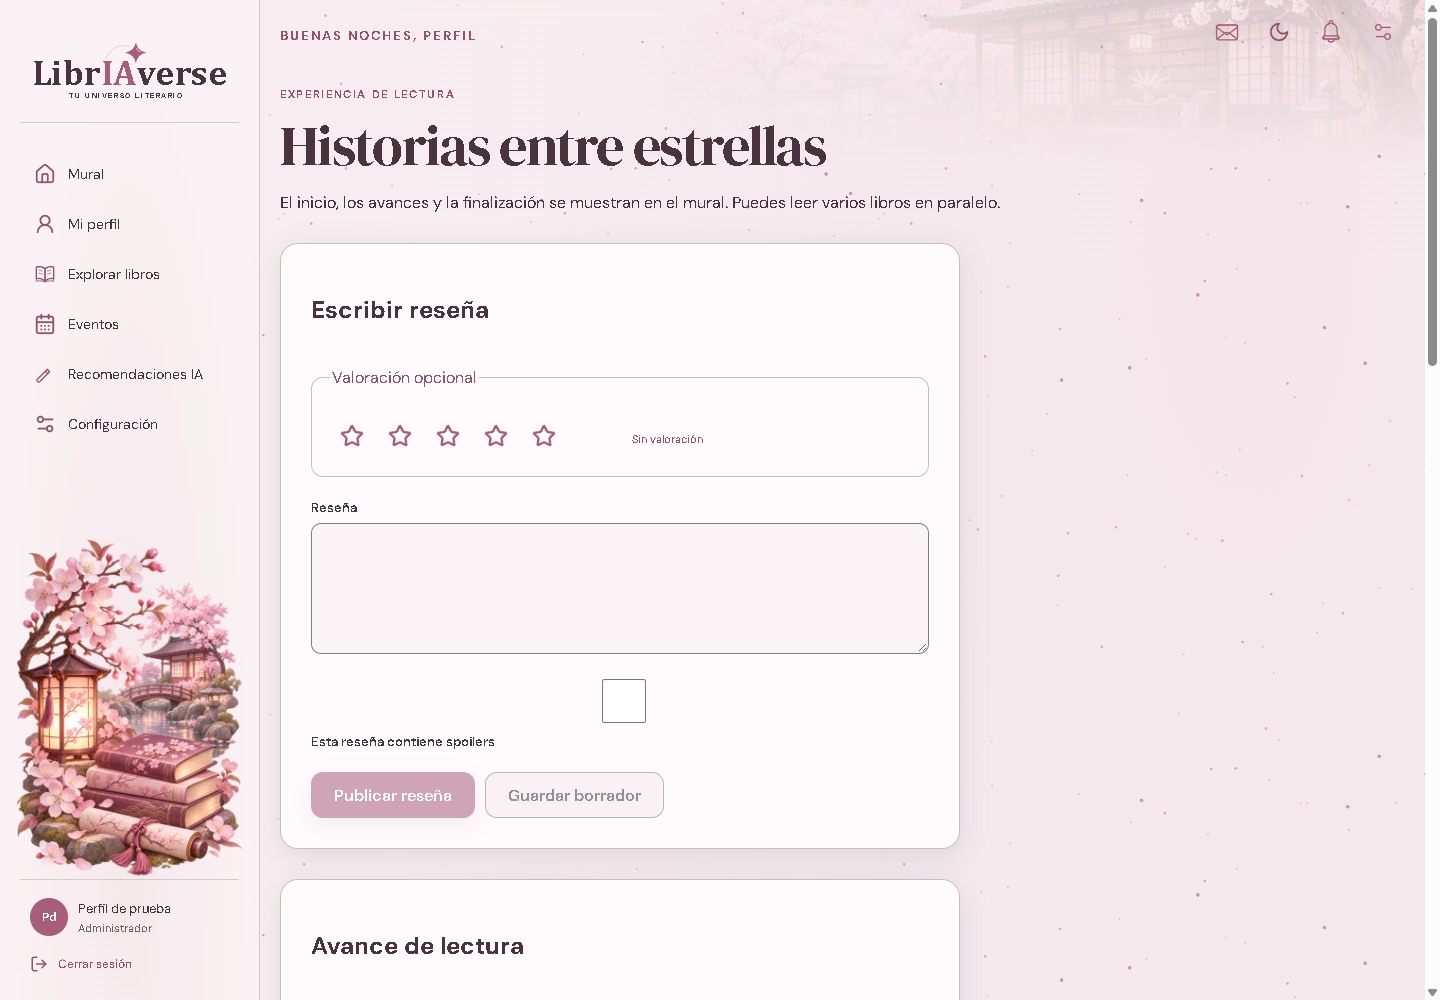 LibrIAverse
TU UNIVERSO LITERARIO
Mural
Mi perfil
Explorar libros
Eventos
Recomendaciones IA
Configuración
Pd
Perfil de prueba
Administrador
Cerrar sesión
BUENAS NOCHES, PERFIL
EXPERIENCIA DE LECTURA
Historias entre estrellas
El inicio, los avances y la finalización se muestran en el mural. Puedes leer varios libros en paralelo.
Escribir reseña
Valoración opcional
Sin valoración
Reseña
Esta reseña contiene spoilers
Publicar reseña
Guardar borrador
Avance de lectura